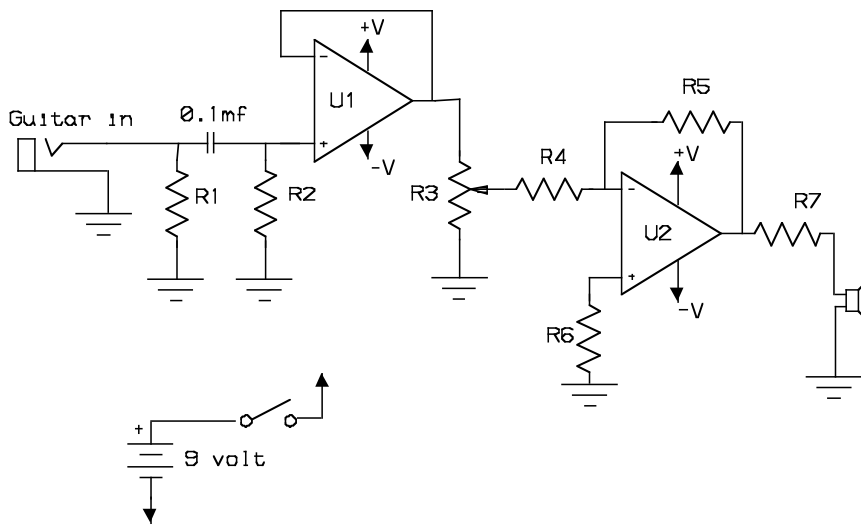 +V
R5
U1
0.1mf
Guitar in
-
+
-V
R4
+V
R1
R2
R3
-
U2
R7
+
-V
R6
+
9 volt